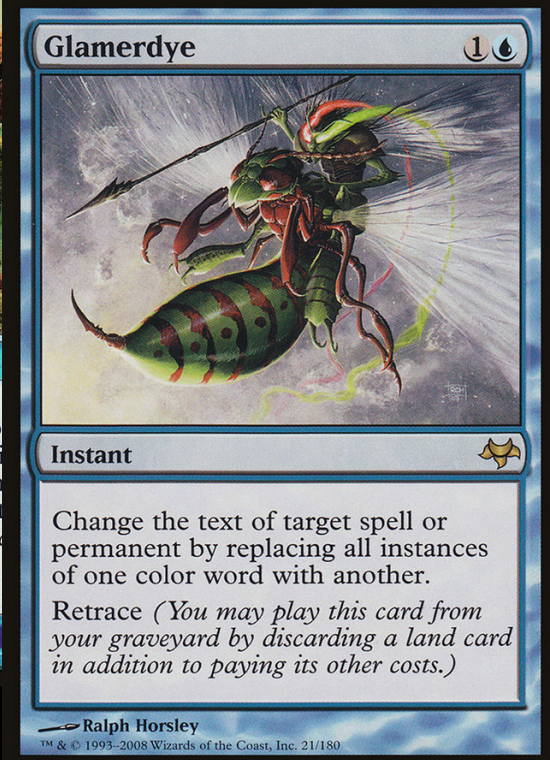 Glamerdye 1
RCH
Instant
Change the text of target spell or
permanent by replacing all instances
of one color word with another.
Retrace (You may play this card from
your graveyard by discarding a land card
in addition to paying its other costs.)
Ralph Horsley
™ & © 1993–2008 Wizards of the Coast, Inc. 21/180